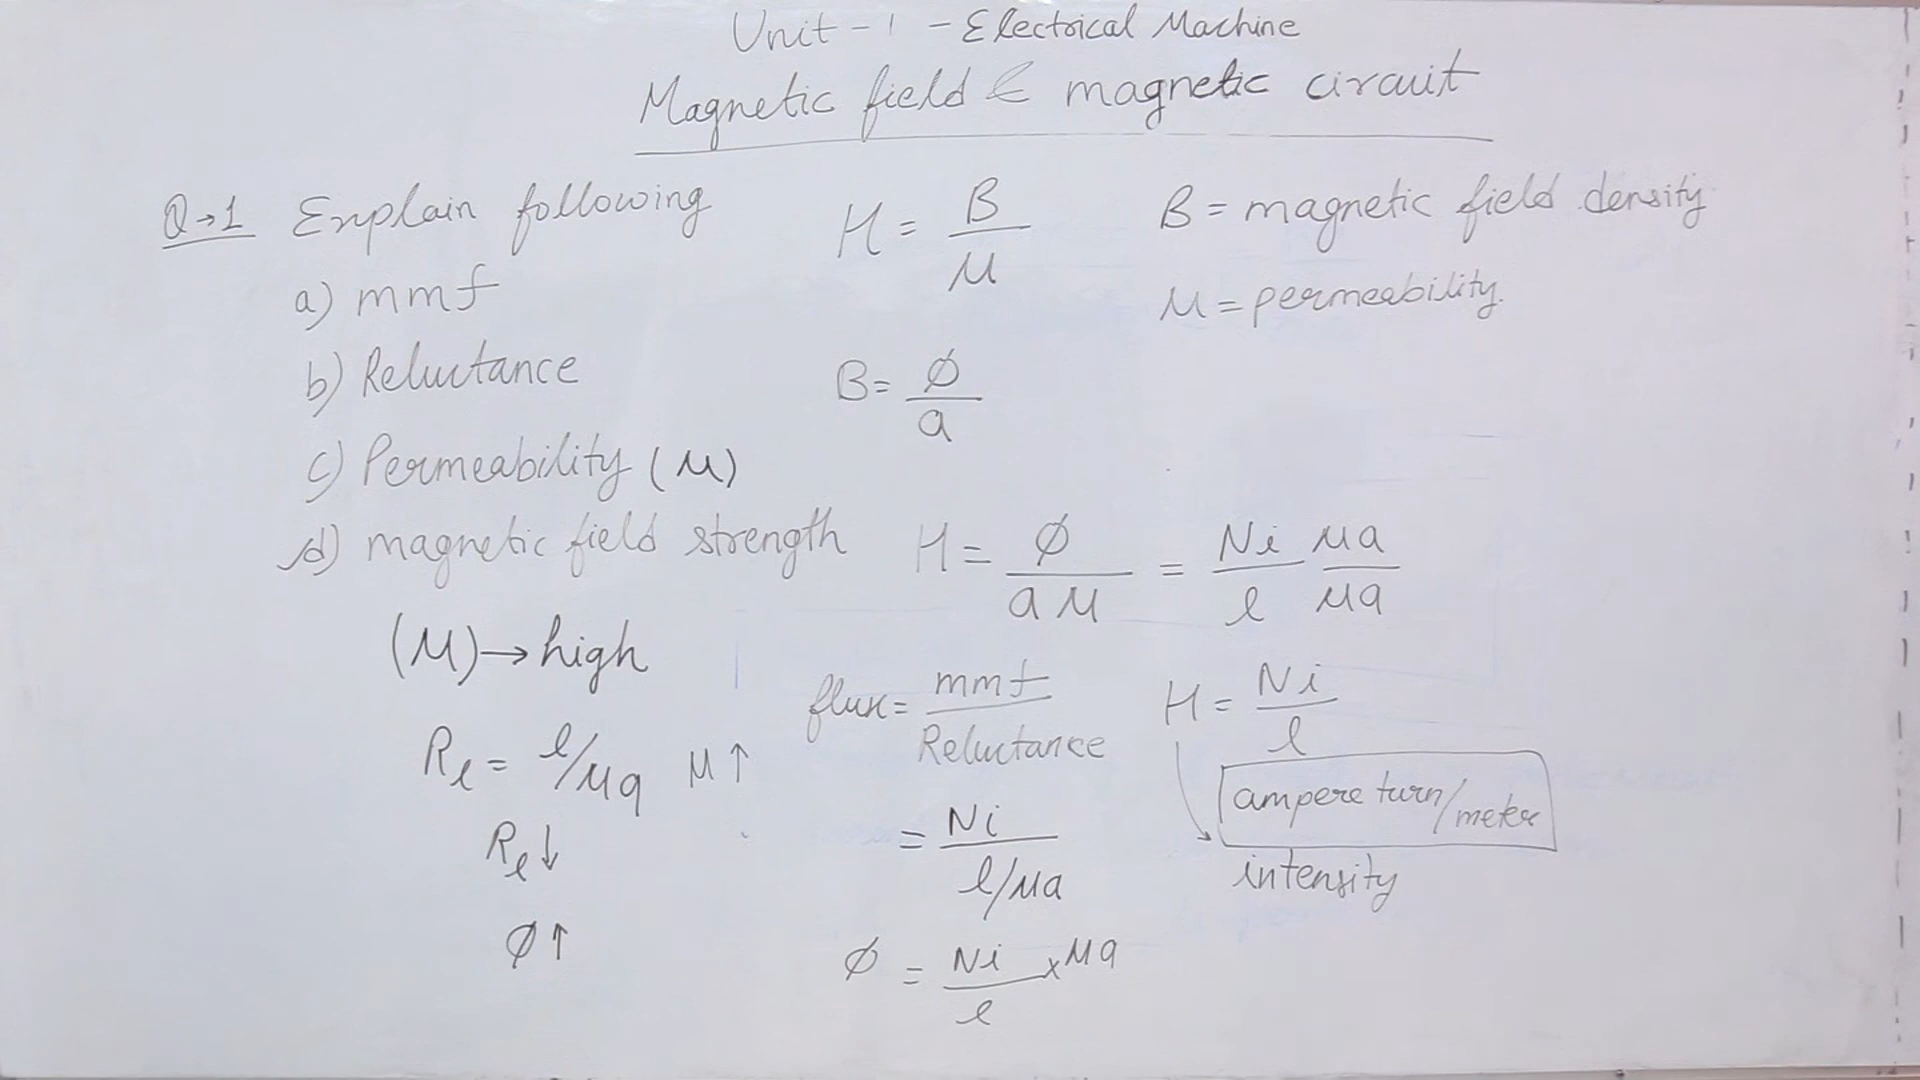 Unit - 1 - Electrical Machine
Magnetic field & magnetic circuit
Q→1 Explain following
a) mmf
b) Reluctance
c) Permeability (μ)
d) magnetic field strength
(μ)→high
Rl = l/μa μ↑
Rl↓
Ø↑
H = B/μ
B = Ø/a
B = magnetic field density
μ = permeability.
H = Ø/aμ = Ni/l μa/μa
flux = mmf/Reluctance
= Ni/(l/μa)
Ø = Ni/l × μa
H = Ni/l
ampere turn/meter
intensity